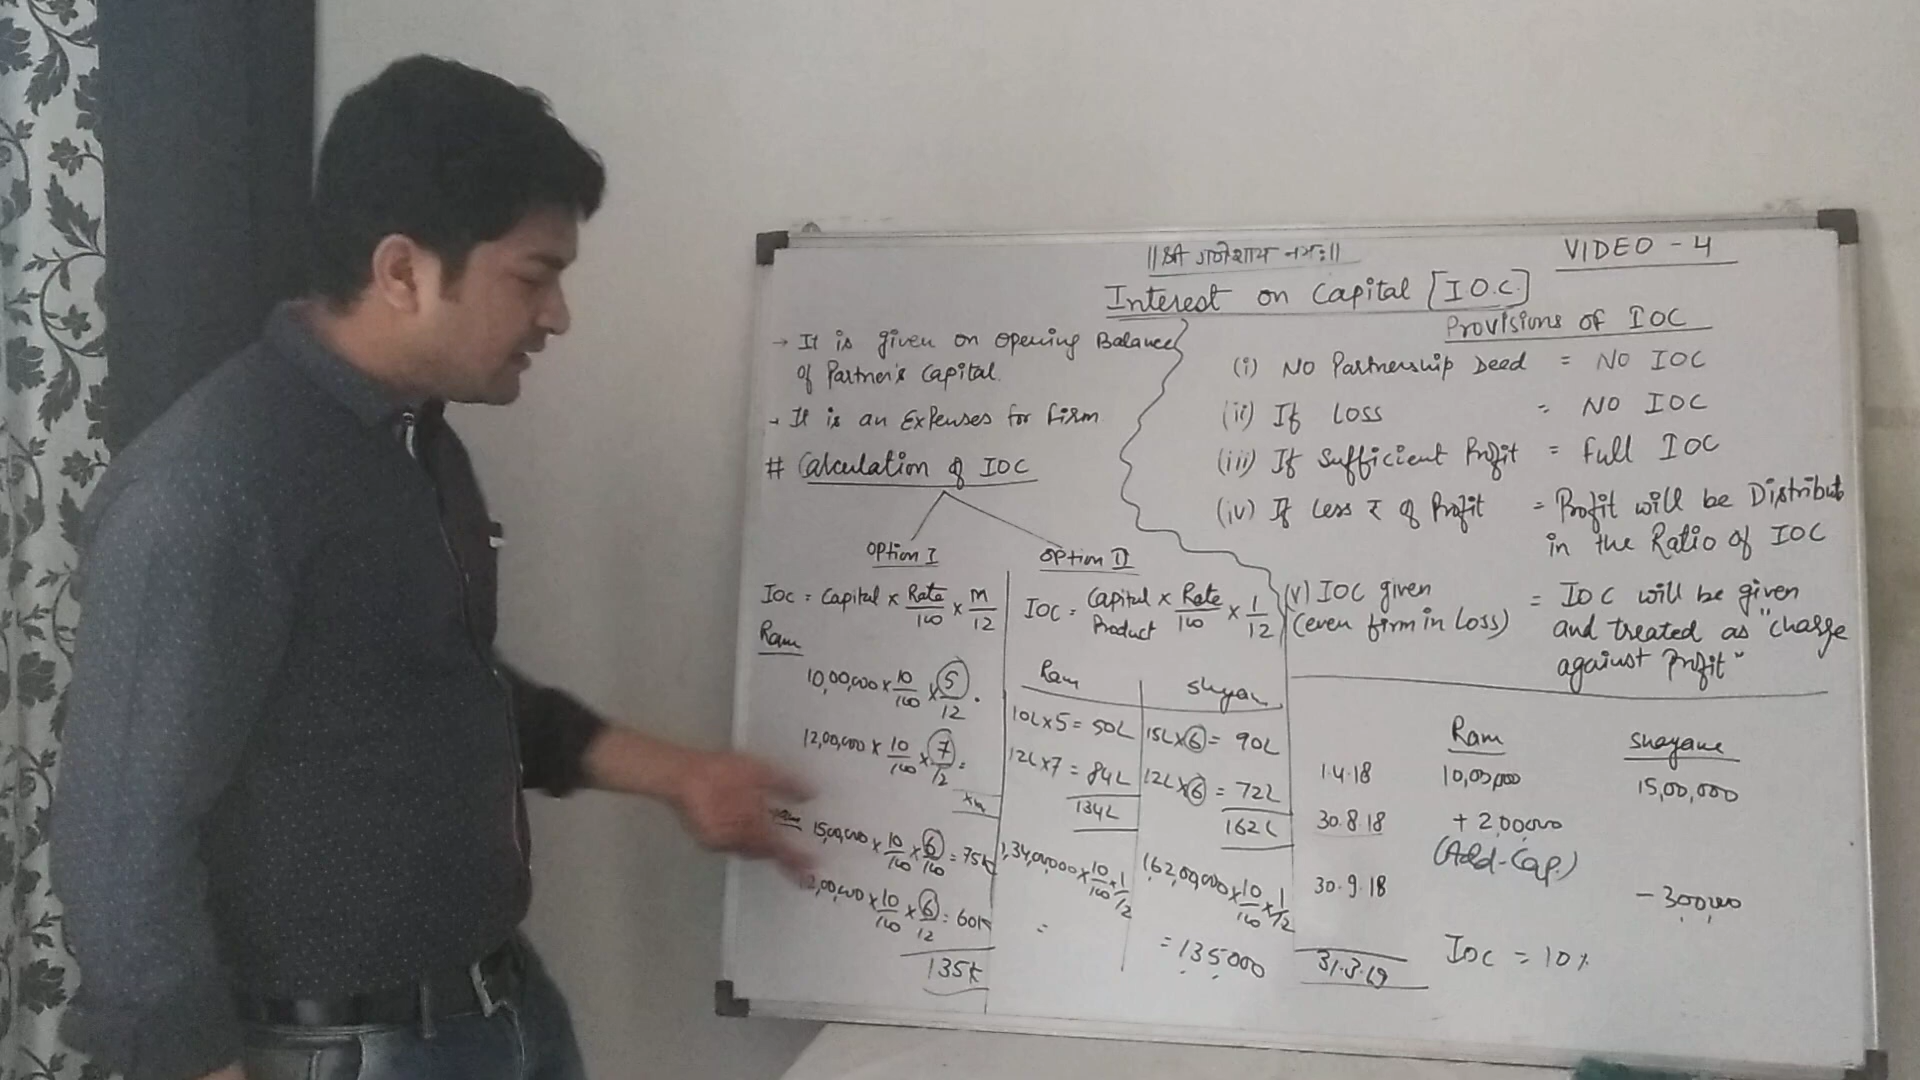 ||श्री गणेशाय नमः||
VIDEO - 4
Interest on Capital [I.O.C.]
→ It is given on opening Balance
of Partner's Capital.
→ It is an Expenses for firm
# Calculation of IOC
Option I
IOC = Capital × Rate/100 × M/12
Ram
10,00,000 × 10/100 × 5/12 =
12,00,000 × 10/100 × 7/12 =
1500,000 × 10/100 × 6/100 = 75K
12,00,000 × 10/100 × 6/12 = 60K
135K
Option II
IOC = Capital Product × Rate/100 × 1/12
Ram
10L×5 = 50L
12L×7 = 84L
134L
1,34,00,000 × 10/100 × 1/12
=
Shyam
15L×6 = 90L
12L×6 = 72L
162L
162,00,000 × 10/100 × 1/12
= 135000
Provisions of IOC
(i) No Partnership Deed = NO IOC
(ii) If Loss = NO IOC
(iii) If Sufficient Profit = full IOC
(iv) If Less ₹ of Profit = Profit will be Distribut
in the Ratio of IOC
(v) IOC given = IOC will be given
(even firm in Loss) and treated as "charge
against Profit"
Ram Shayam
1.4.18 10,00,000 15,00,000
30.8.18 + 2,00,000
(Add-Cap.)
30.9.18 - 300,000
31.3.19 IOC = 10%